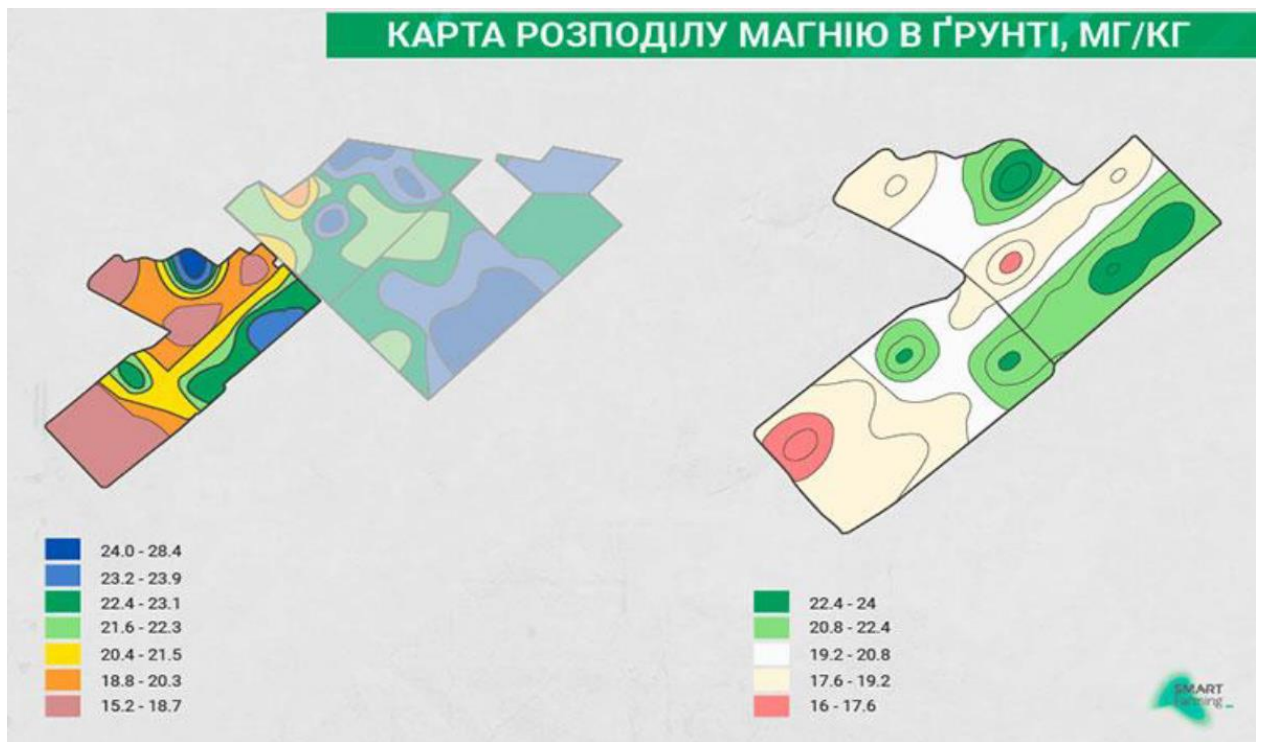 КАРТА РОЗПОДІЛУ МАГНІЮ В ҐРУНТІ, МГ/КГ
24.0 - 28.4
23.2 - 23.9
22.4 - 23.1
21.6 - 22.3
20.4 - 21.5
18.8 - 20.3
15.2 - 18.7
22.4 - 24
20.8 - 22.4
19.2 - 20.8
17.6 - 19.2
16 - 17.6
SMART
farming